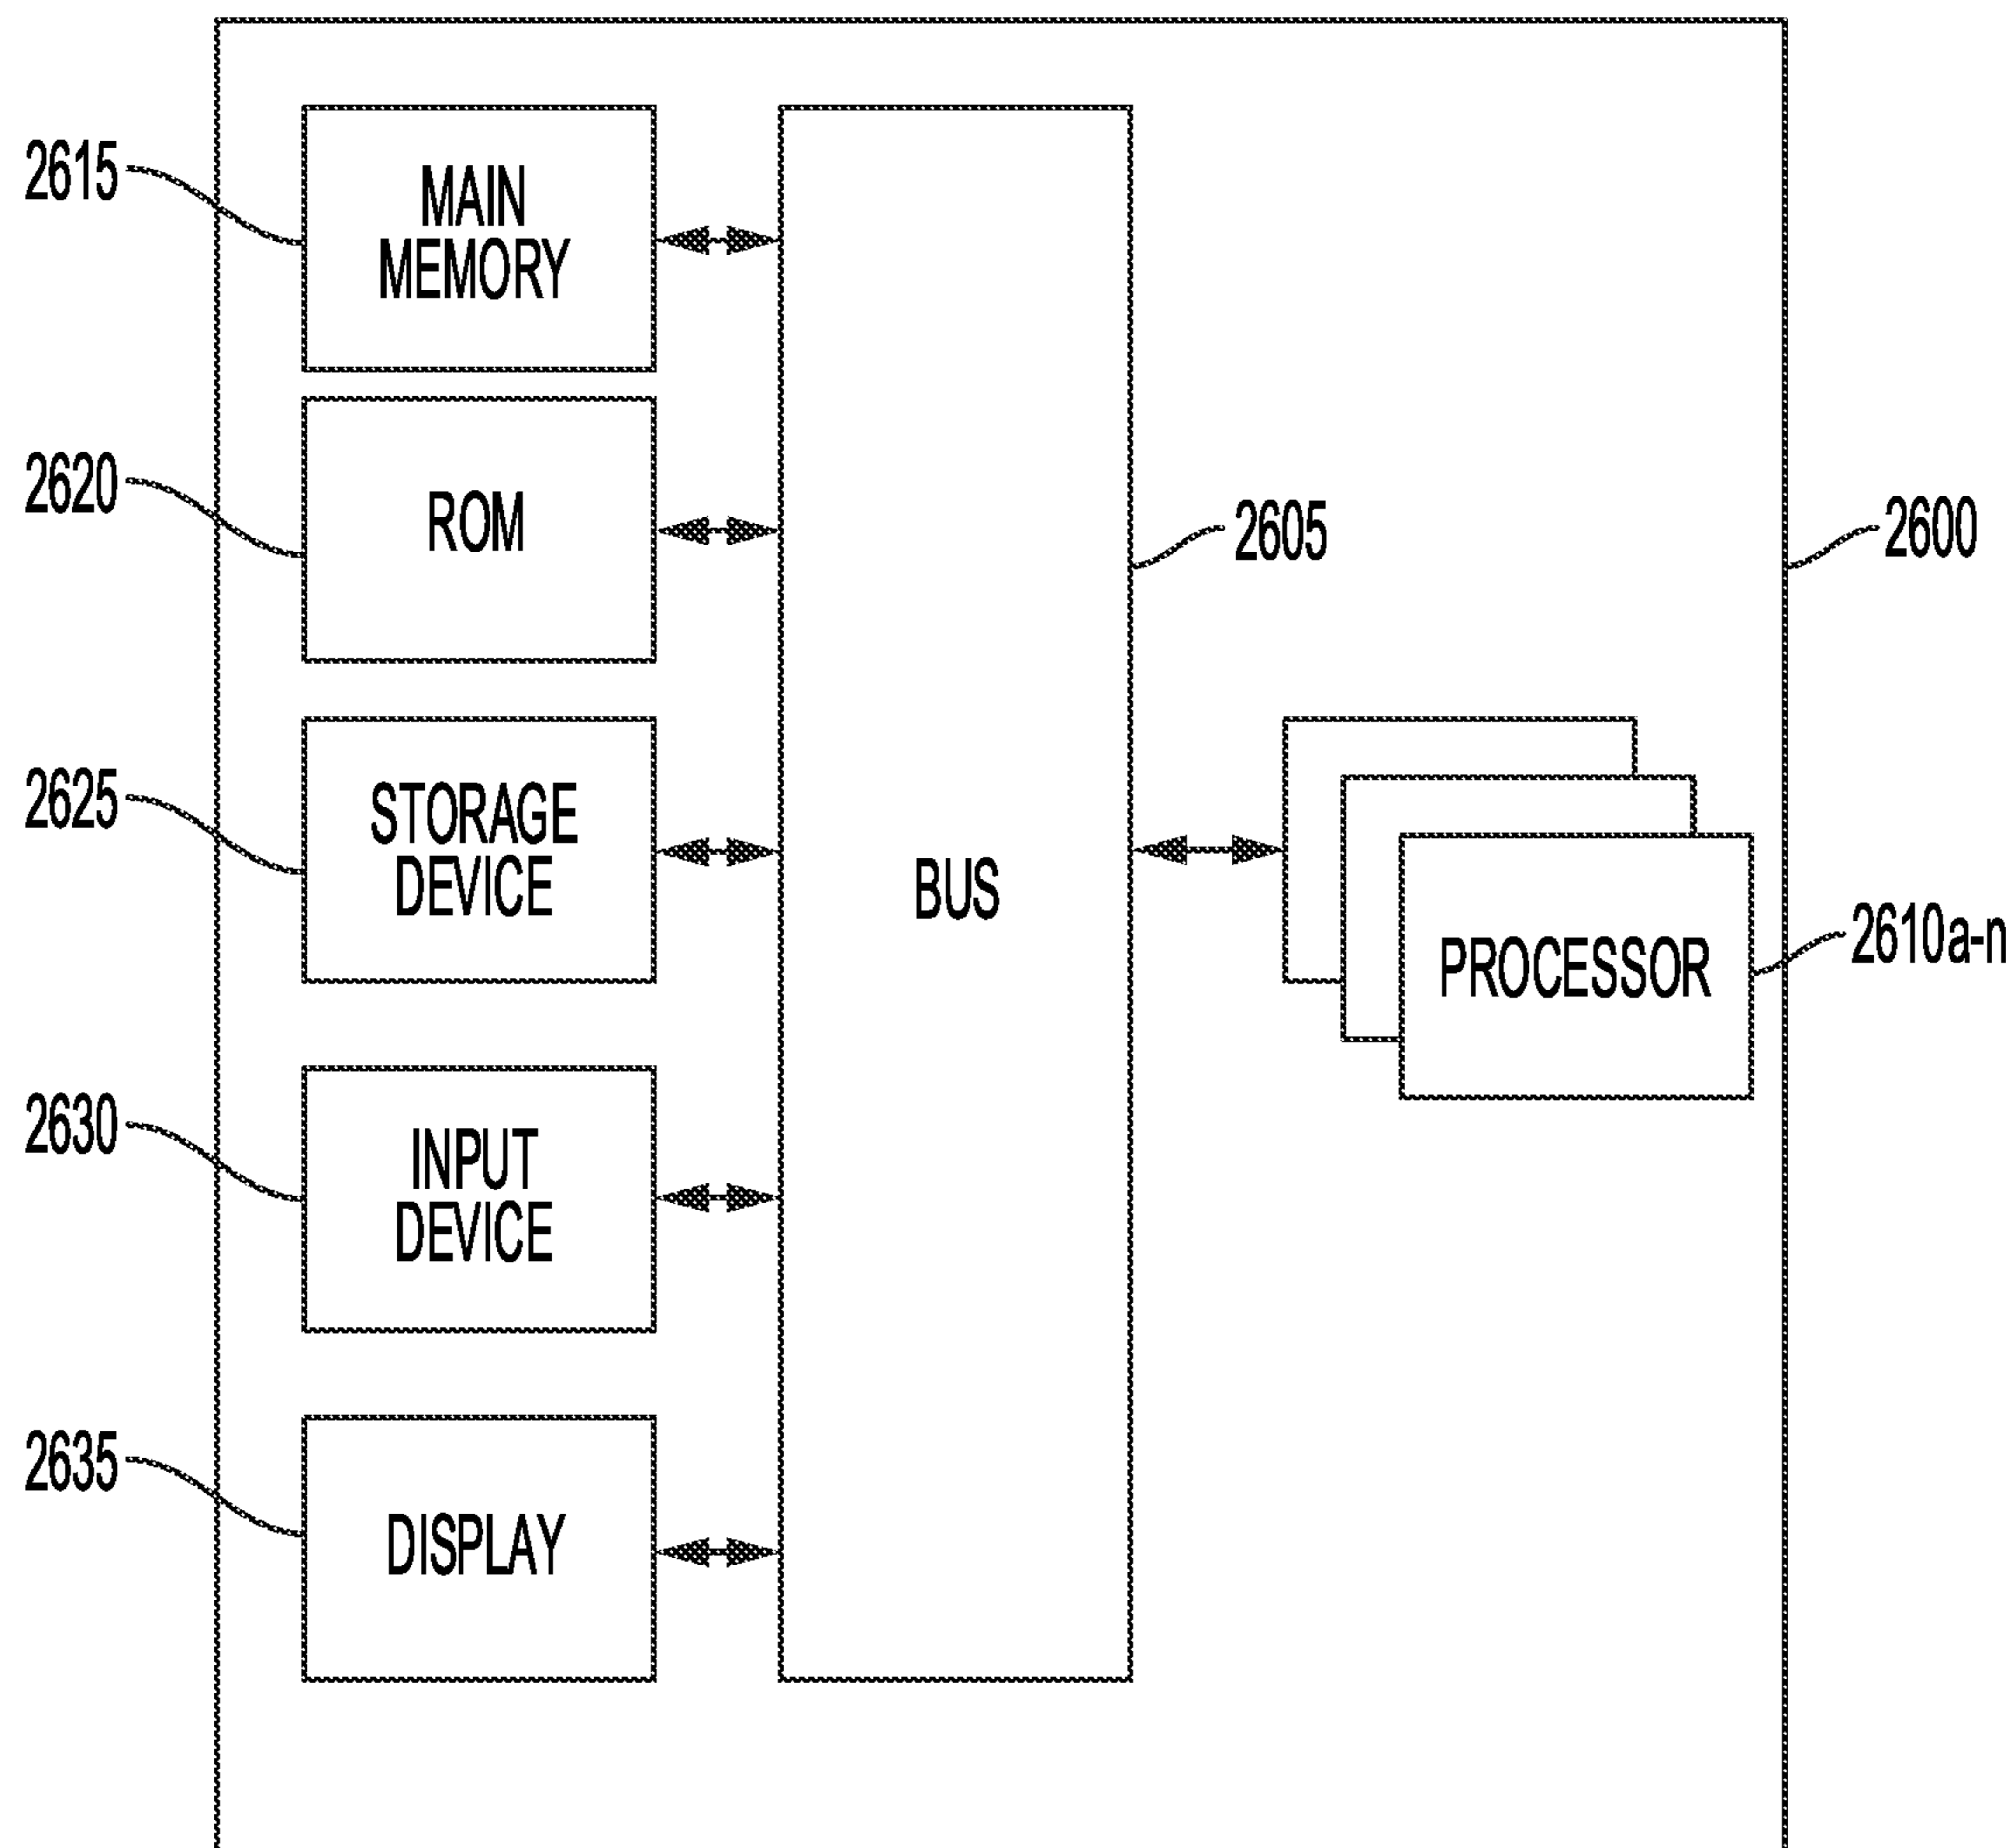 2615
MAIN
MEMORY
2620
ROM
2605
2600
2625
STORAGE
DEVICE
BUS
2610a-n
PROCESSOR
2630
INPUT
DEVICE
2635
DISPLAY